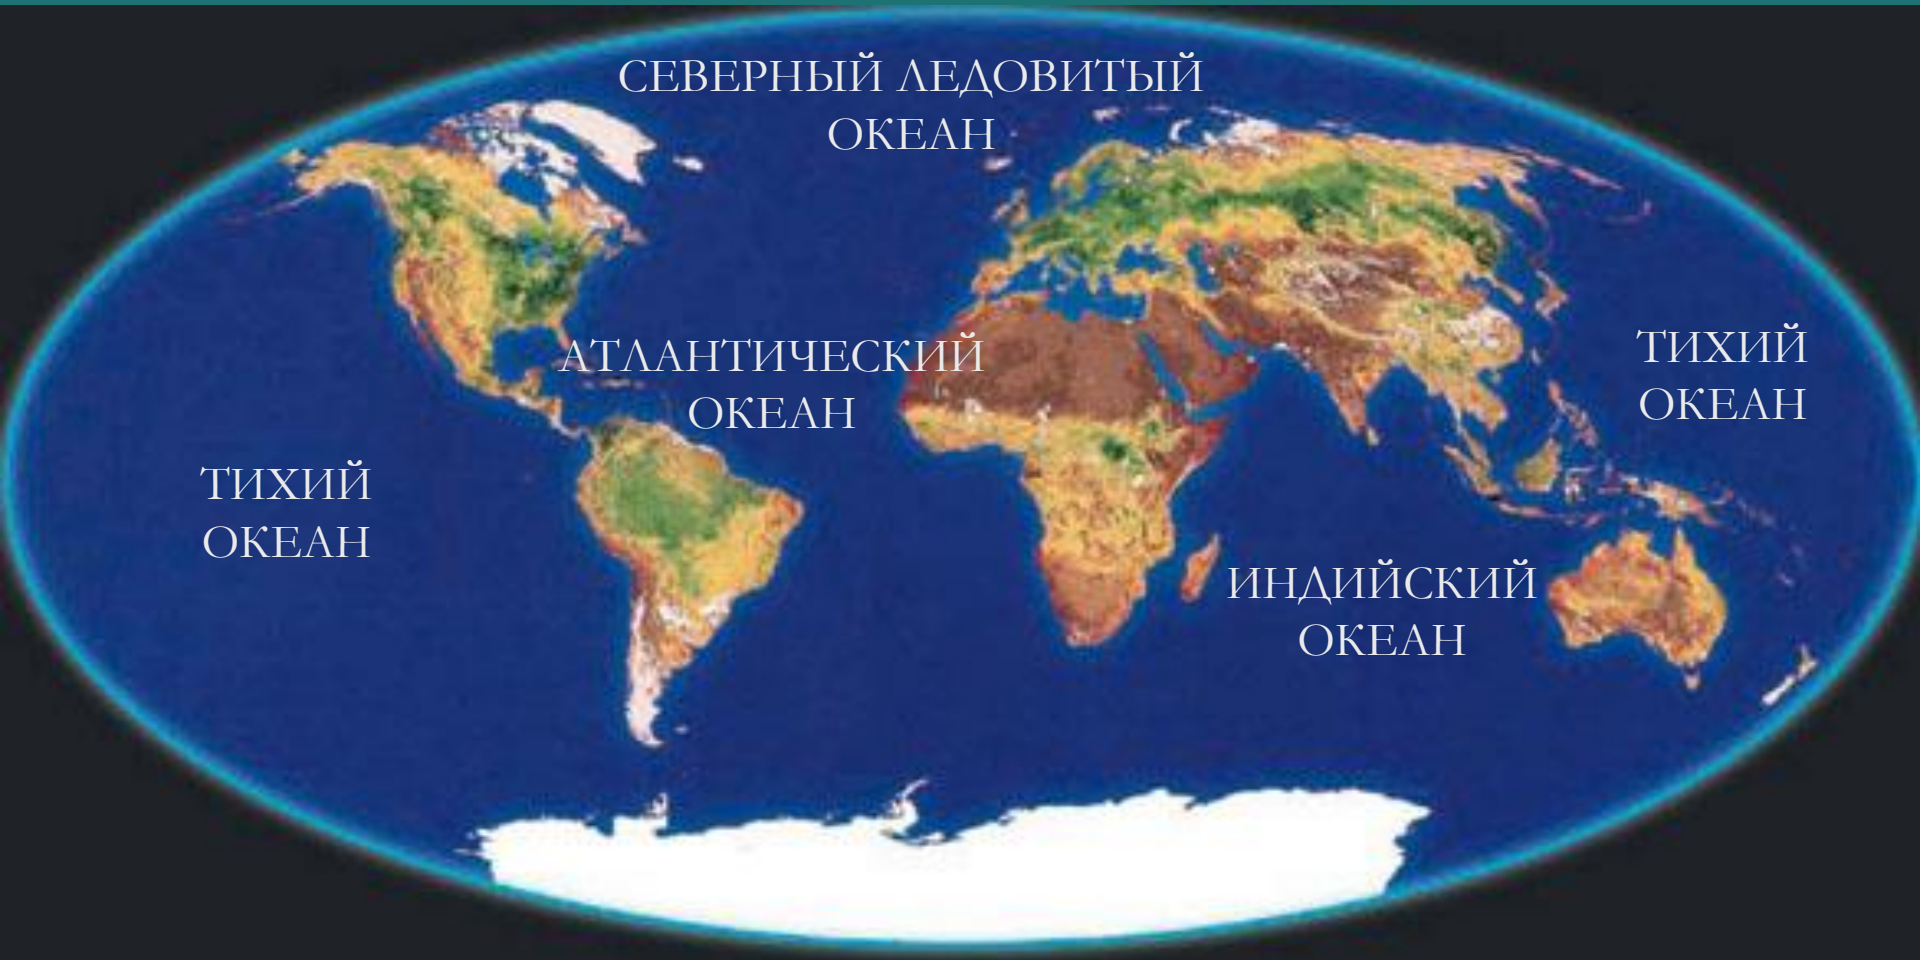 СЕВЕРНЫЙ ЛЕДОВИТЫЙ
ОКЕАН
АТЛАНТИЧЕСКИЙ
ОКЕАН
ТИХИЙ
ОКЕАН
ТИХИЙ
ОКЕАН
ИНДИЙСКИЙ
ОКЕАН